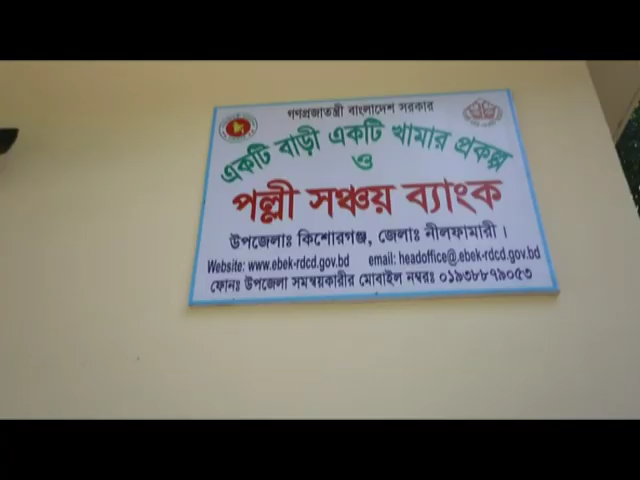 গণপ্রজাতন্ত্রী বাংলাদেশ সরকার
একটি বাড়ী একটি খামার প্রকল্প
ও
পল্লী সঞ্চয় ব্যাংক
উপজেলাঃ কিশোরগঞ্জ, জেলাঃ নীলফামারী ।
Website: www.ebek-rdcd.gov.bd email: headoffice@.ebek-rdcd.gov.bd
ফোনঃ উপজেলা সমন্বয়কারীর মোবাইল নম্বরঃ ০১৯৩৮৮৭৯০৫৩